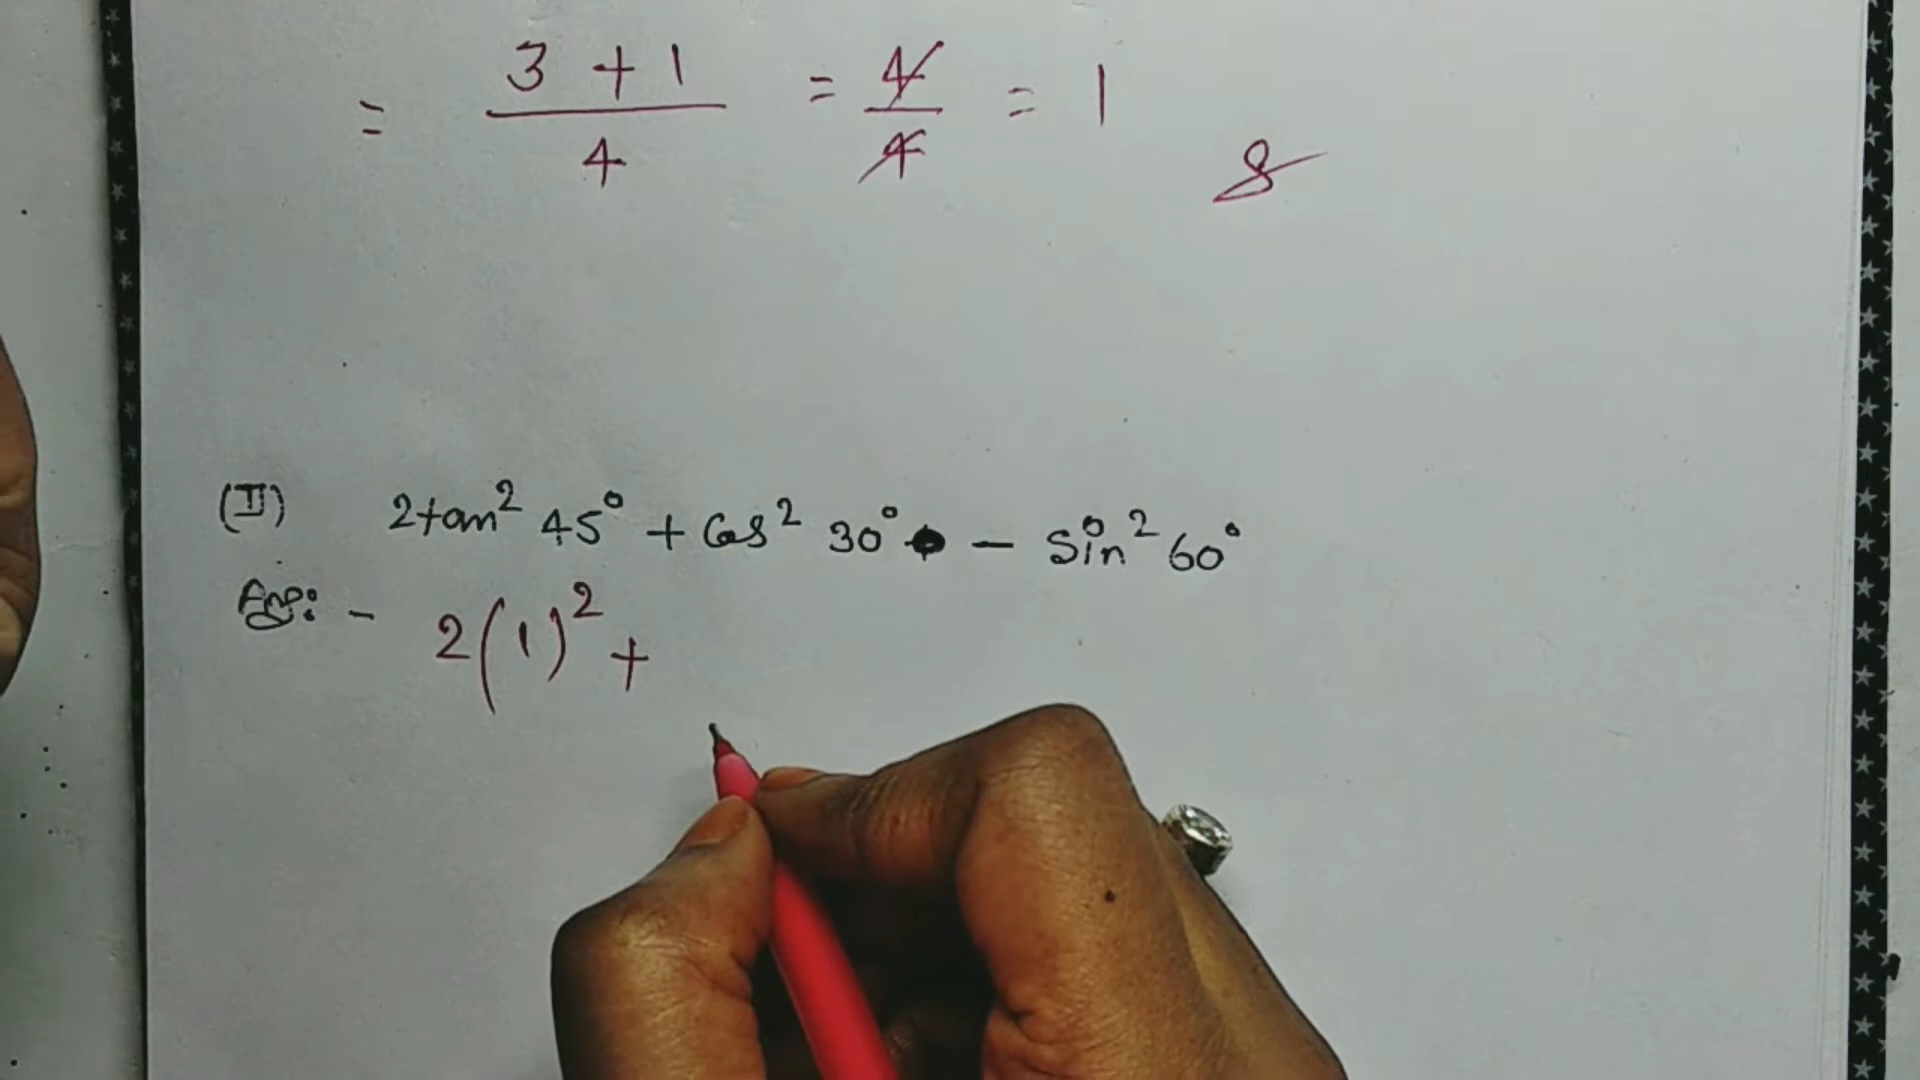 = 3 + 1 / 4 = 4 / 4 = 1
(II) 2tan² 45° + Cos² 30° - Sin² 60°
- 2(1)² +